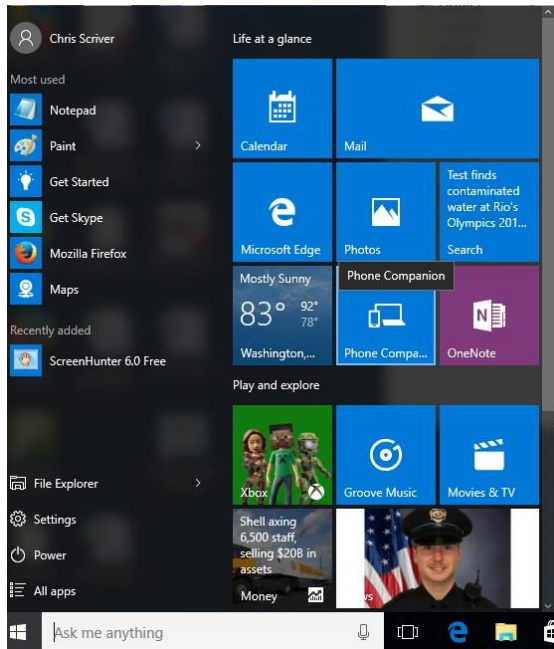 Chris Scriver
Most used
Notepad
Paint
Get Started
Get Skype
Mozilla Firefox
Maps
Recently added
ScreenHunter 6.0 Free
File Explorer
Settings
Power
All apps
Life at a glance
Calendar
Mail
Microsoft Edge
Photos
Test finds
contaminated
water at Rio's
Olympics 201...
Search
Mostly Sunny
83° 92°
78°
Washington,...
Phone Companion
Phone Compa...
OneNote
Play and explore
Xbox
Groove Music
Movies & TV
Shell axing
6,500 staff,
selling $20B in
assets
Money
Ask me anything